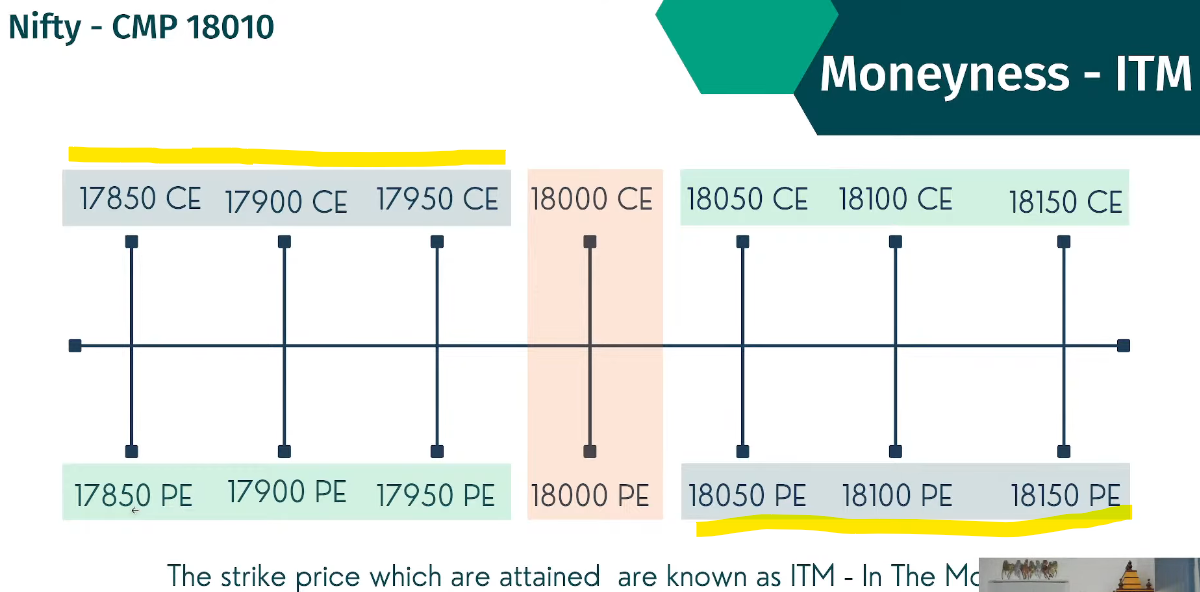 Nifty - CMP 18010
Moneyness - ITM
17850 CE 17900 CE 17950 CE 18000 CE 18050 CE 18100 CE 18150 CE
17850 PE 17900 PE 17950 PE 18000 PE 18050 PE 18100 PE 18150 PE
The strike price which are attained are known as ITM - In The